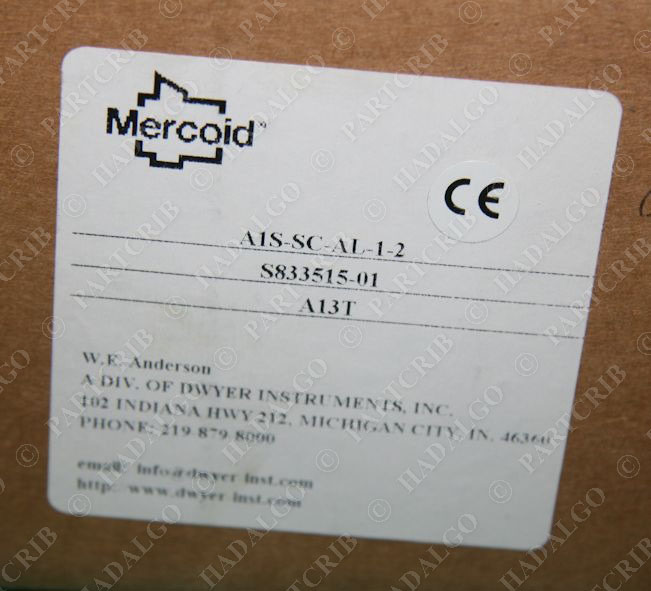 Mercoid
CE
A1S-SC-AL-1-2
S833515-01
A13T
W.E. Anderson
A DIV. OF DWYER INSTRUMENTS, INC.
102 INDIANA HWY 212, MICHIGAN CITY, IN. 46360
PHONE: 219-879-8000
email: info@dwyer-inst.com
http: www.dwyer-inst.com
© PARTCRIB © HADALGO